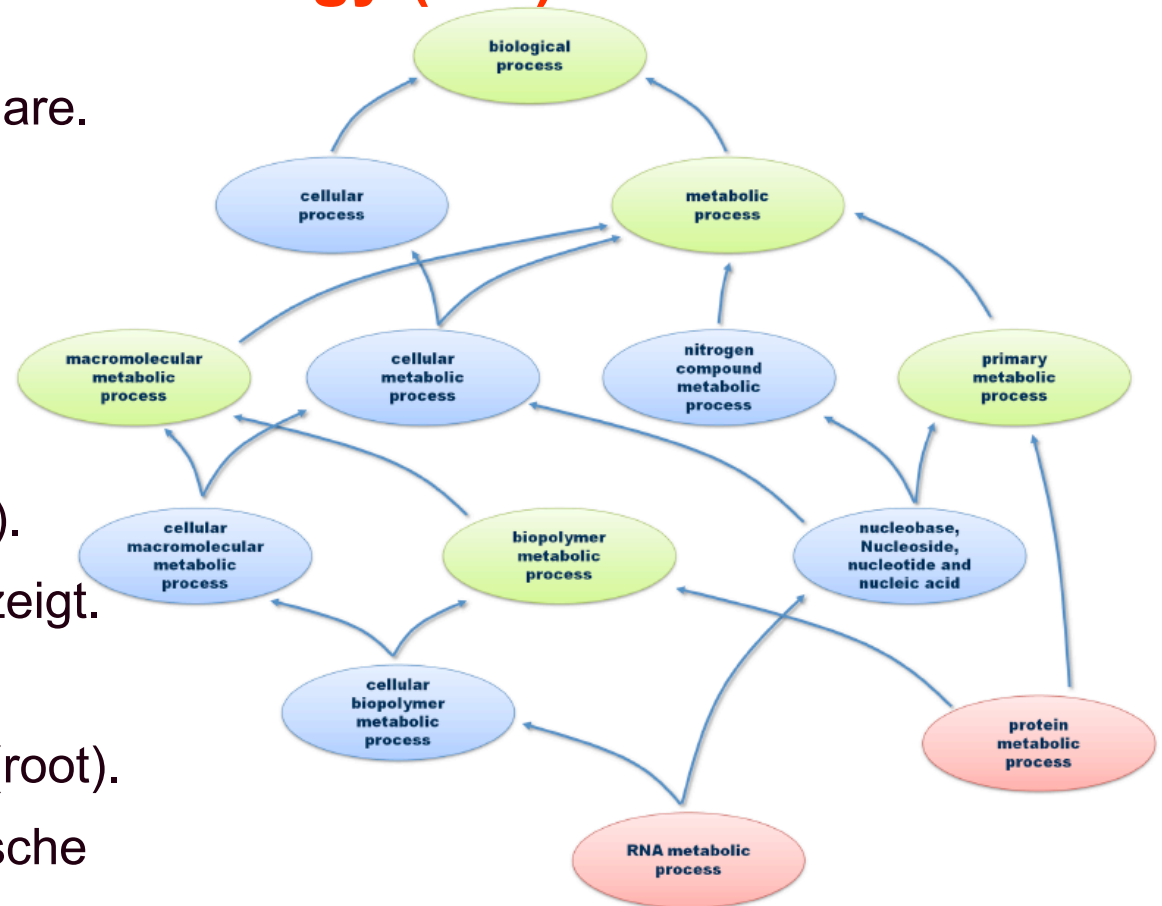 gy (
are.
).
zeigt.
(root).
sche
biological
process
cellular
process
metabolic
process
macromolecular
metabolic
process
cellular
metabolic
process
nitrogen
compound
metabolic
process
primary
metabolic
process
cellular
macromolecular
metabolic
process
biopolymer
metabolic
process
nucleobase,
Nucleoside,
nucleotide and
nucleic acid
cellular
biopolymer
metabolic
process
protein
metabolic
process
RNA metabolic
process